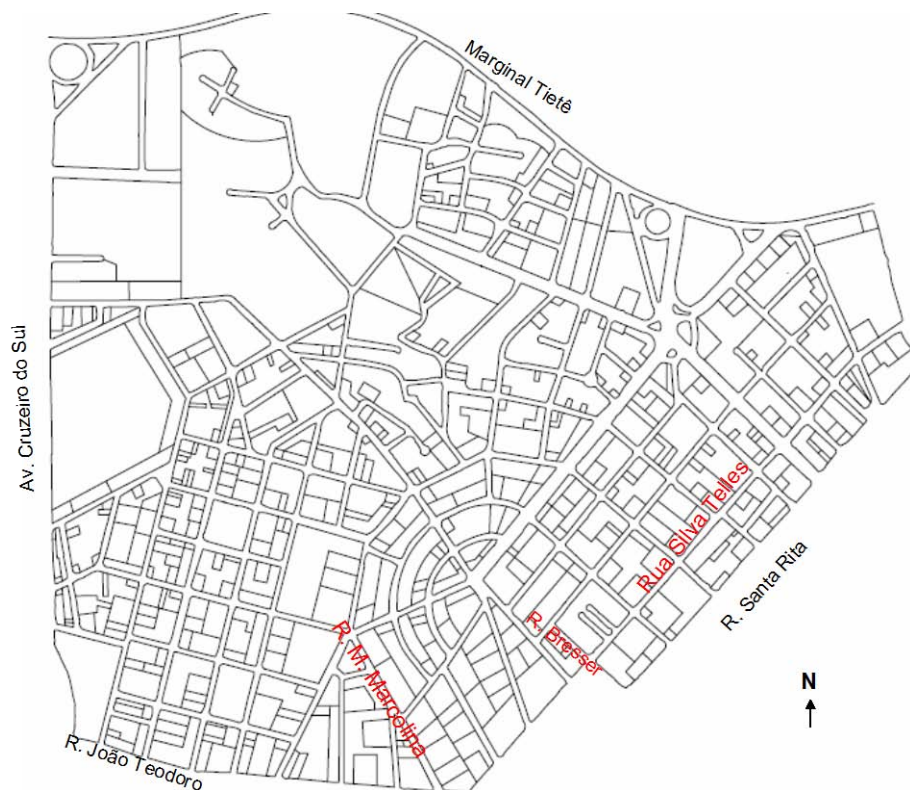 Marginal Tietê
Av. Cruzeiro do Sul
Rua Silva Telles
R. Santa Rita
R. Bresser
R. M. Marcolina
N
R. João Teodoro